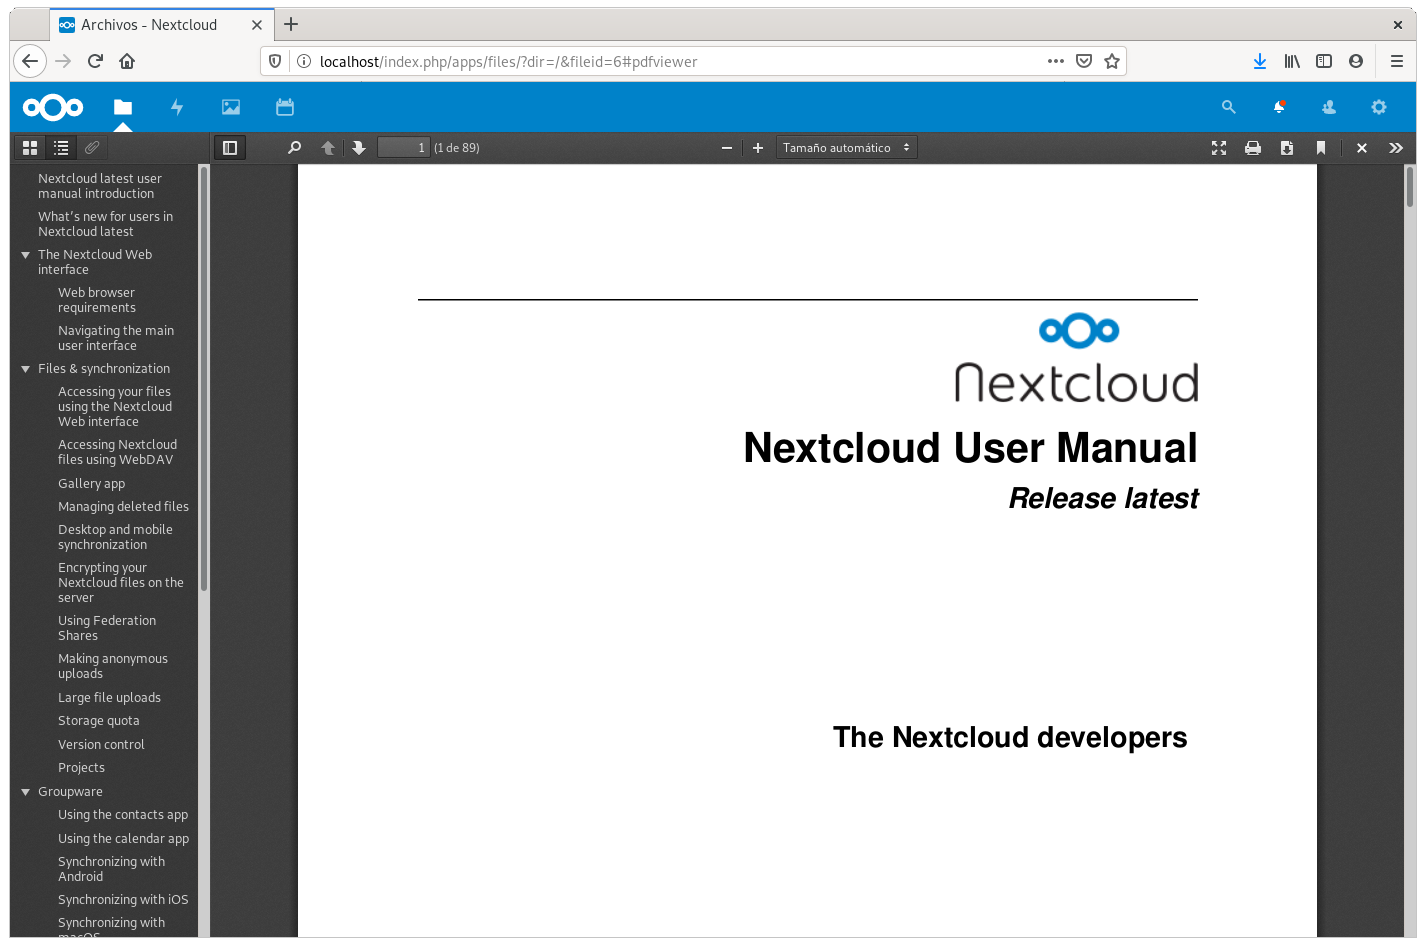 Archivos - Nextcloud
localhost/index.php/apps/files/?dir=/&fileid=6#pdfviewer
1 (1 de 89)
Tamaño automático
Nextcloud latest user
manual introduction
What's new for users in
Nextcloud latest
The Nextcloud Web
interface
Web browser
requirements
Navigating the main
user interface
Files & synchronization
Accessing your files
using the Nextcloud
Web interface
Accessing Nextcloud
files using WebDAV
Gallery app
Managing deleted files
Desktop and mobile
synchronization
Encrypting your
Nextcloud files on the
server
Using Federation
Shares
Making anonymous
uploads
Large file uploads
Storage quota
Version control
Projects
Groupware
Using the contacts app
Using the calendar app
Synchronizing with
Android
Synchronizing with iOS
Synchronizing with
macOS
Nextcloud
Nextcloud User Manual
Release latest
The Nextcloud developers